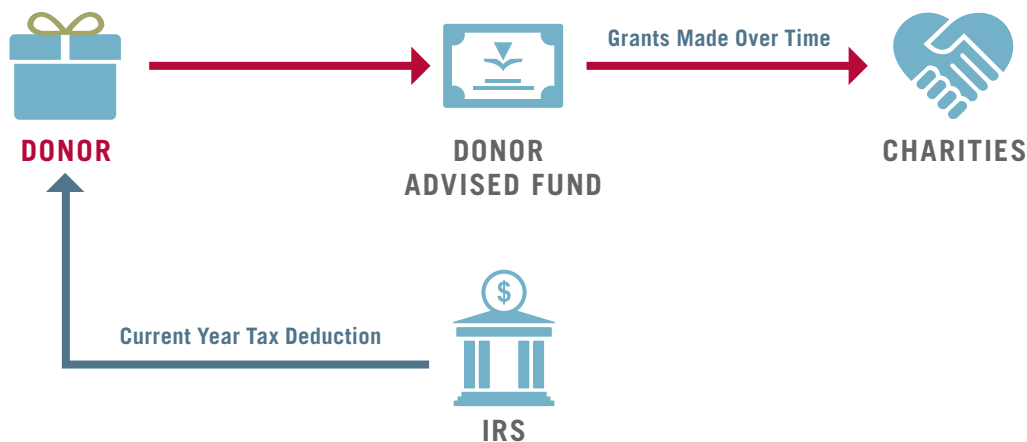 Grants Made Over Time
DONOR
DONOR
ADVISED FUND
CHARITIES
$
Current Year Tax Deduction
IRS